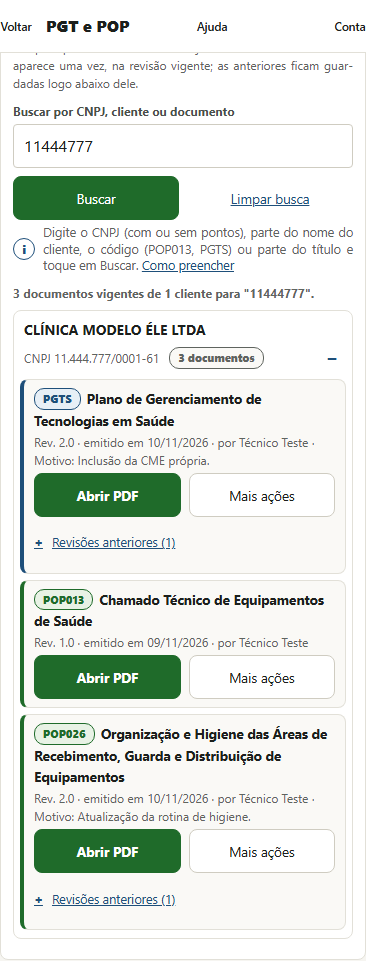 Voltar PGT e POP Ajuda Conta
aparece uma vez, na revisão vigente; as anteriores ficam guar-
dadas logo abaixo dele.
Buscar por CNPJ, cliente ou documento
11444777
Buscar Limpar busca
Digite o CNPJ (com ou sem pontos), parte do nome do
cliente, o código (POP013, PGTS) ou parte do título e
toque em Buscar. Como preencher
3 documentos vigentes de 1 cliente para "11444777".
CLÍNICA MODELO ÉLE LTDA
CNPJ 11.444.777/0001-61 3 documentos −
PGTS Plano de Gerenciamento de
Tecnologias em Saúde
Rev. 2.0 · emitido em 10/11/2026 · por Técnico Teste ·
Motivo: Inclusão da CME própria.
Abrir PDF Mais ações
+ Revisões anteriores (1)
POP013 Chamado Técnico de Equipamentos
de Saúde
Rev. 1.0 · emitido em 09/11/2026 · por Técnico Teste
Abrir PDF Mais ações
POP026 Organização e Higiene das Áreas de
Recebimento, Guarda e Distribuição de
Equipamentos
Rev. 2.0 · emitido em 10/11/2026 · por Técnico Teste ·
Motivo: Atualização da rotina de higiene.
Abrir PDF Mais ações
+ Revisões anteriores (1)